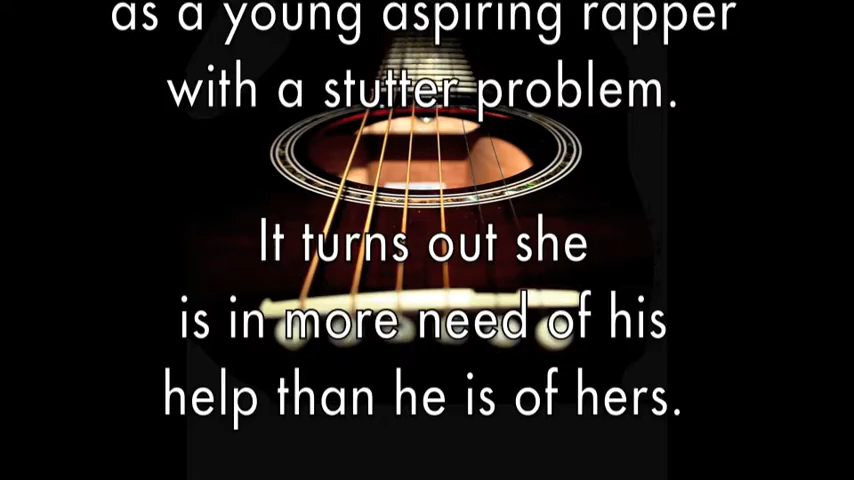 as a young aspiring rapper
with a stutter problem.
It turns out she
is in more need of his
help than he is of hers.